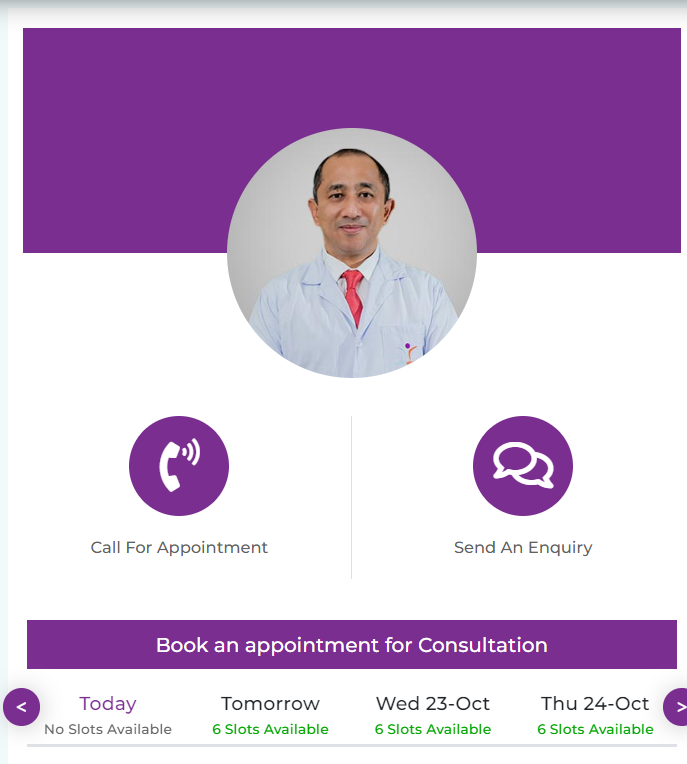 Call For Appointment
Send An Enquiry
Book an appointment for Consultation
<
Today
Tomorrow
Wed 23-Oct
Thu 24-Oct
>
No Slots Available
6 Slots Available
6 Slots Available
6 Slots Available